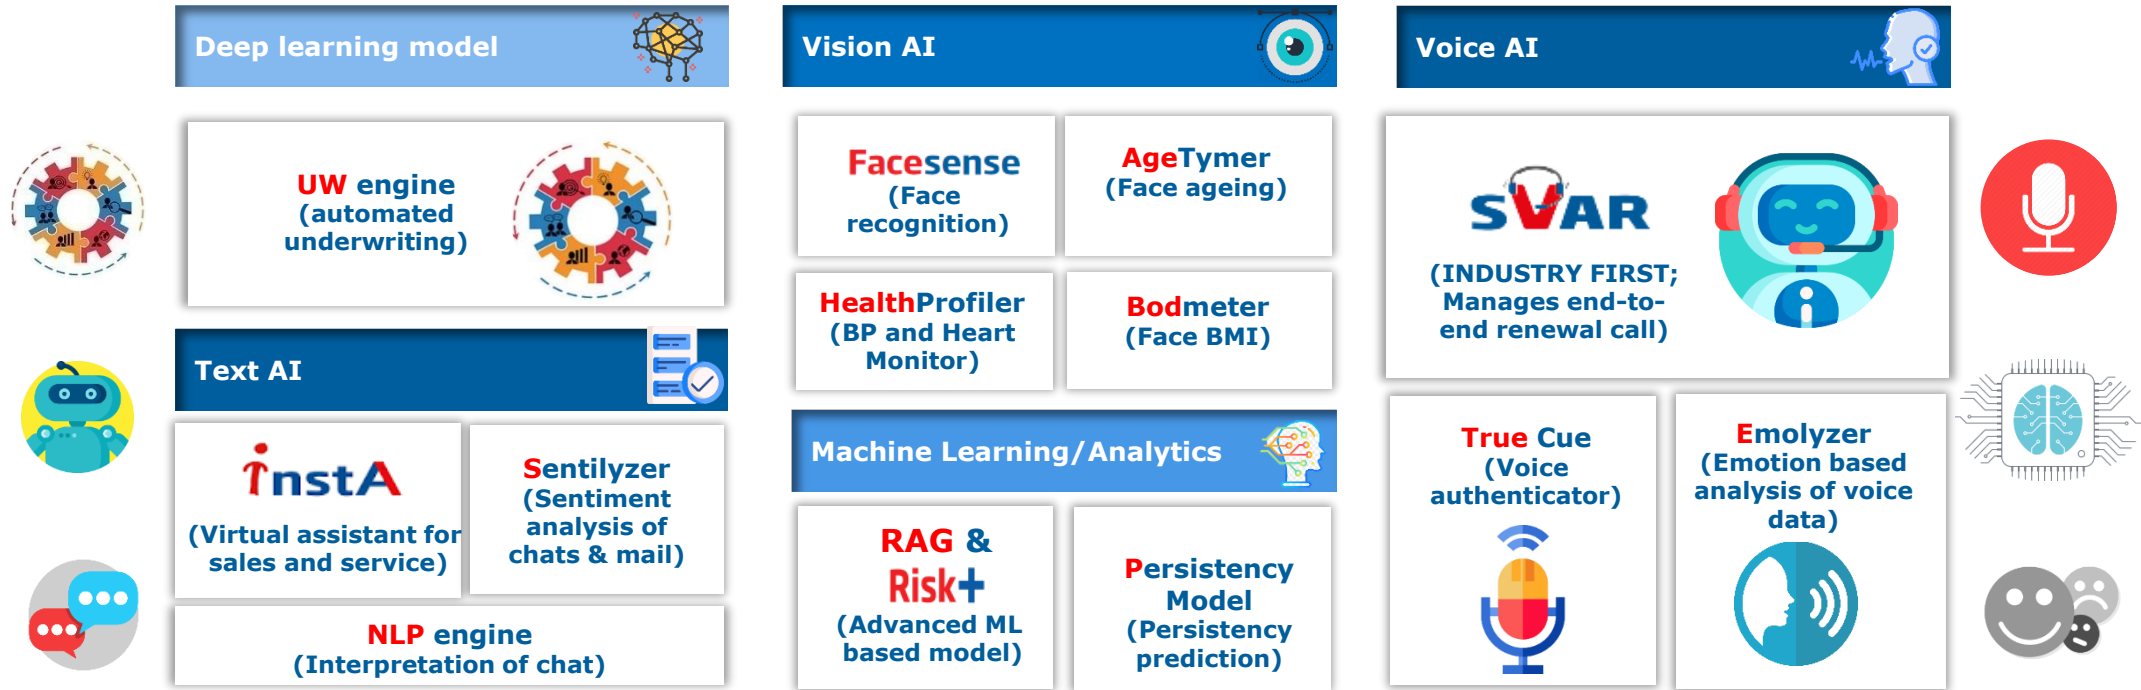 Deep learning model
UW engine
(automated
underwriting)
Text AI
instA
(Virtual assistant for
sales and service)
Sentilyzer
(Sentiment
analysis of
chats & mail)
NLP engine
(Interpretation of chat)
Vision AI
Facesense
(Face
recognition)
AgeTymer
(Face ageing)
HealthProfiler
(BP and Heart
Monitor)
Bodmeter
(Face BMI)
Machine Learning/Analytics
RAG &
Risk+
(Advanced ML
based model)
Persistency
Model
(Persistency
prediction)
Voice AI
SVAR
(INDUSTRY FIRST;
Manages end-to-
end renewal call)
True Cue
(Voice
authenticator)
Emolyzer
(Emotion based
analysis of voice
data)